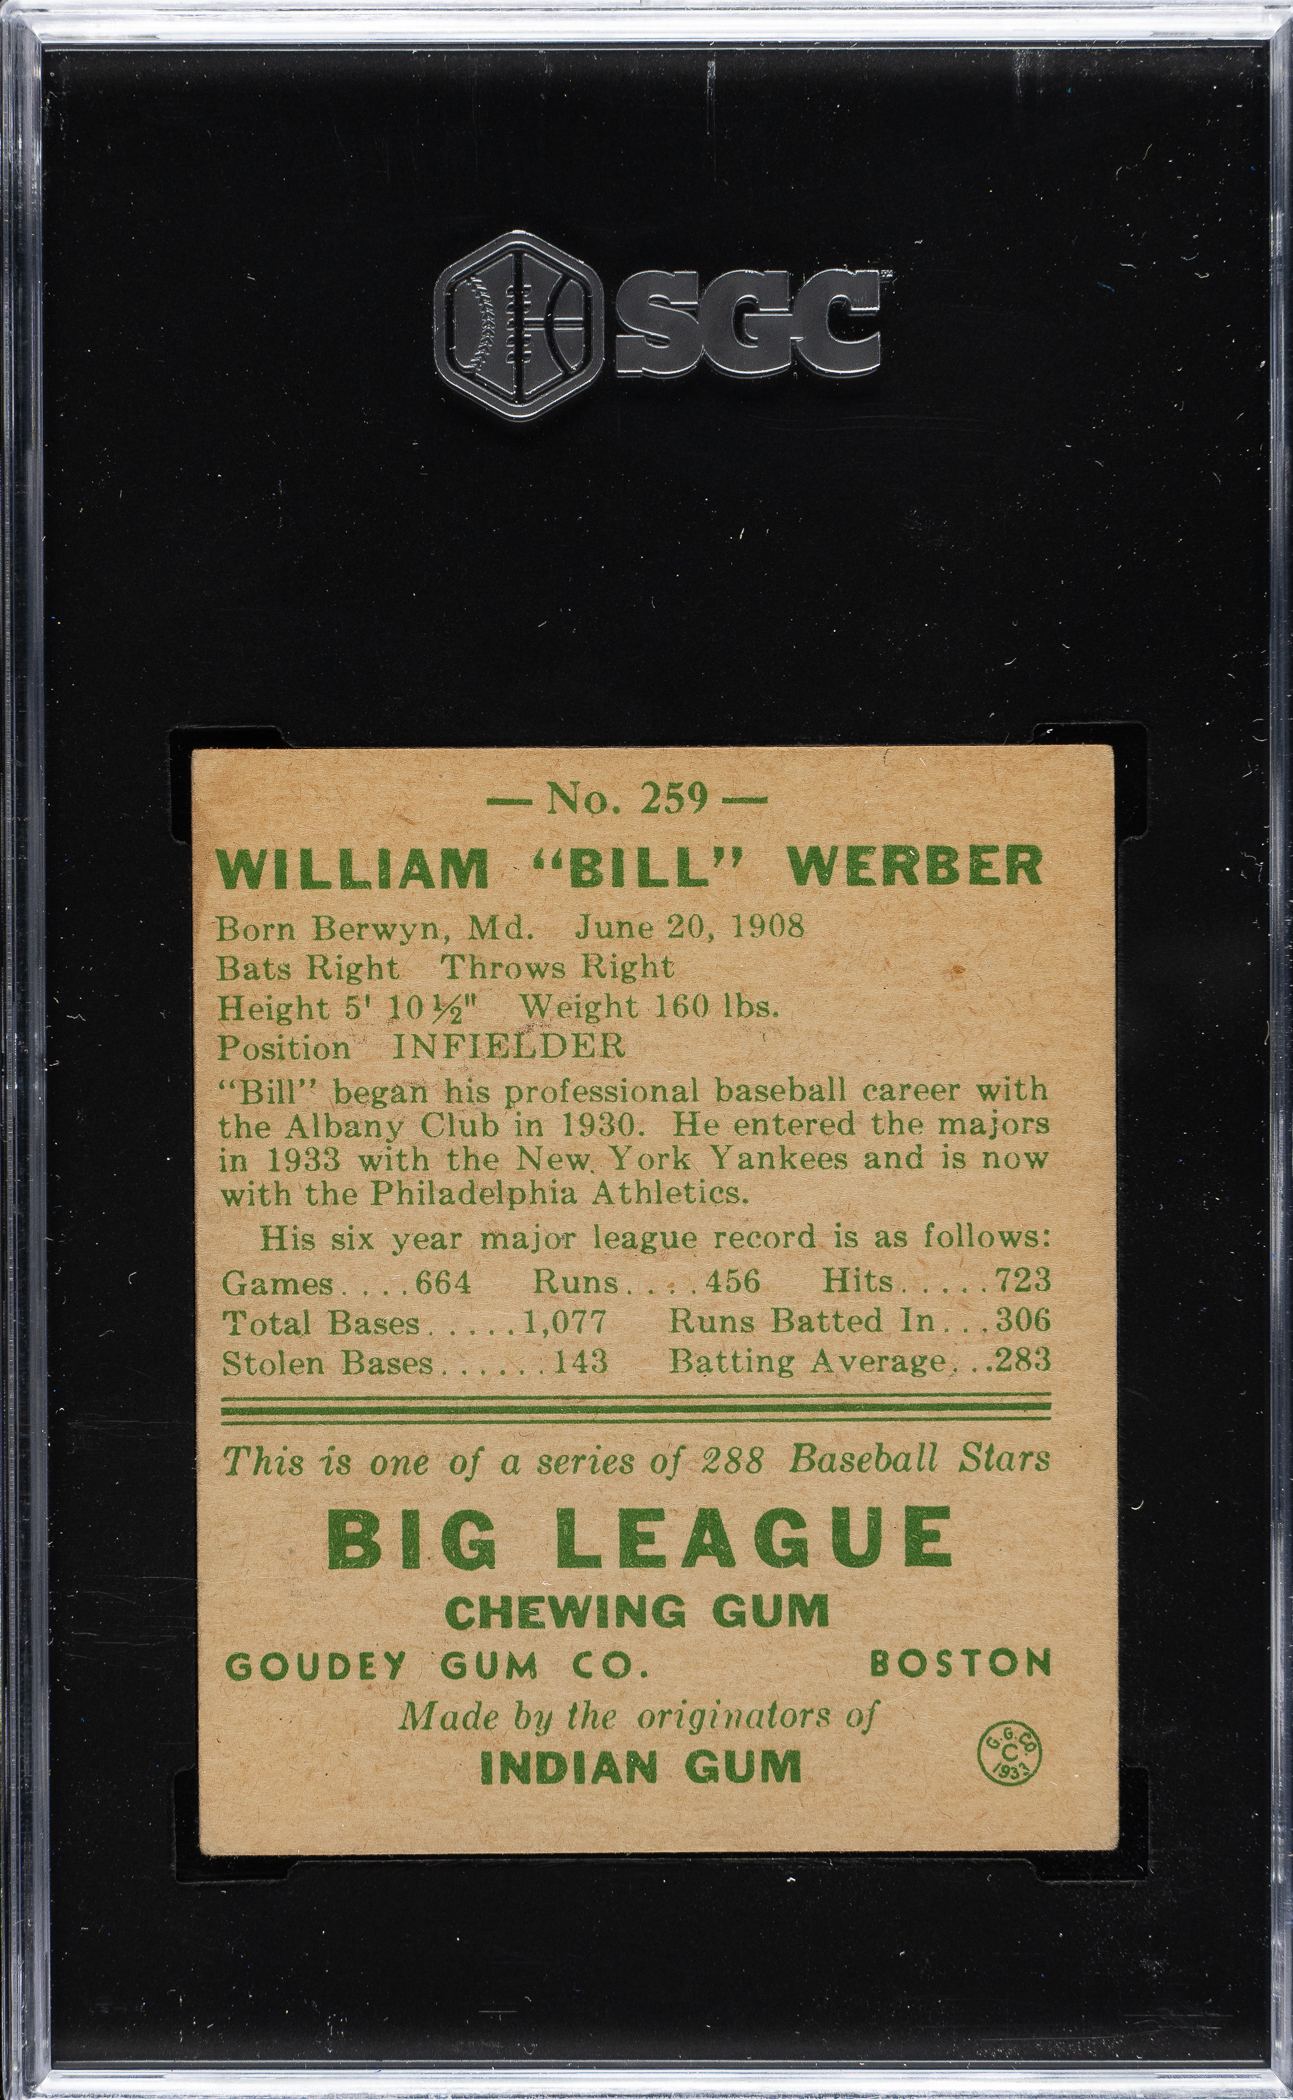 SGC
— No. 259 —
WILLIAM “BILL” WERBER
Born Berwyn, Md. June 20, 1908
Bats Right Throws Right
Height 5' 10½" Weight 160 lbs.
Position INFIELDER
“Bill” began his professional baseball career with
the Albany Club in 1930. He entered the majors
in 1933 with the New York Yankees and is now
with the Philadelphia Athletics.
His six year major league record is as follows:
Games....664 Runs....456 Hits.....723
Total Bases.....1,077 Runs Batted In...306
Stolen Bases......143 Batting Average...283
This is one of a series of 288 Baseball Stars
BIG LEAGUE
CHEWING GUM
GOUDEY GUM CO. BOSTON
Made by the originators of
INDIAN GUM
G.G.CO.
C
1933